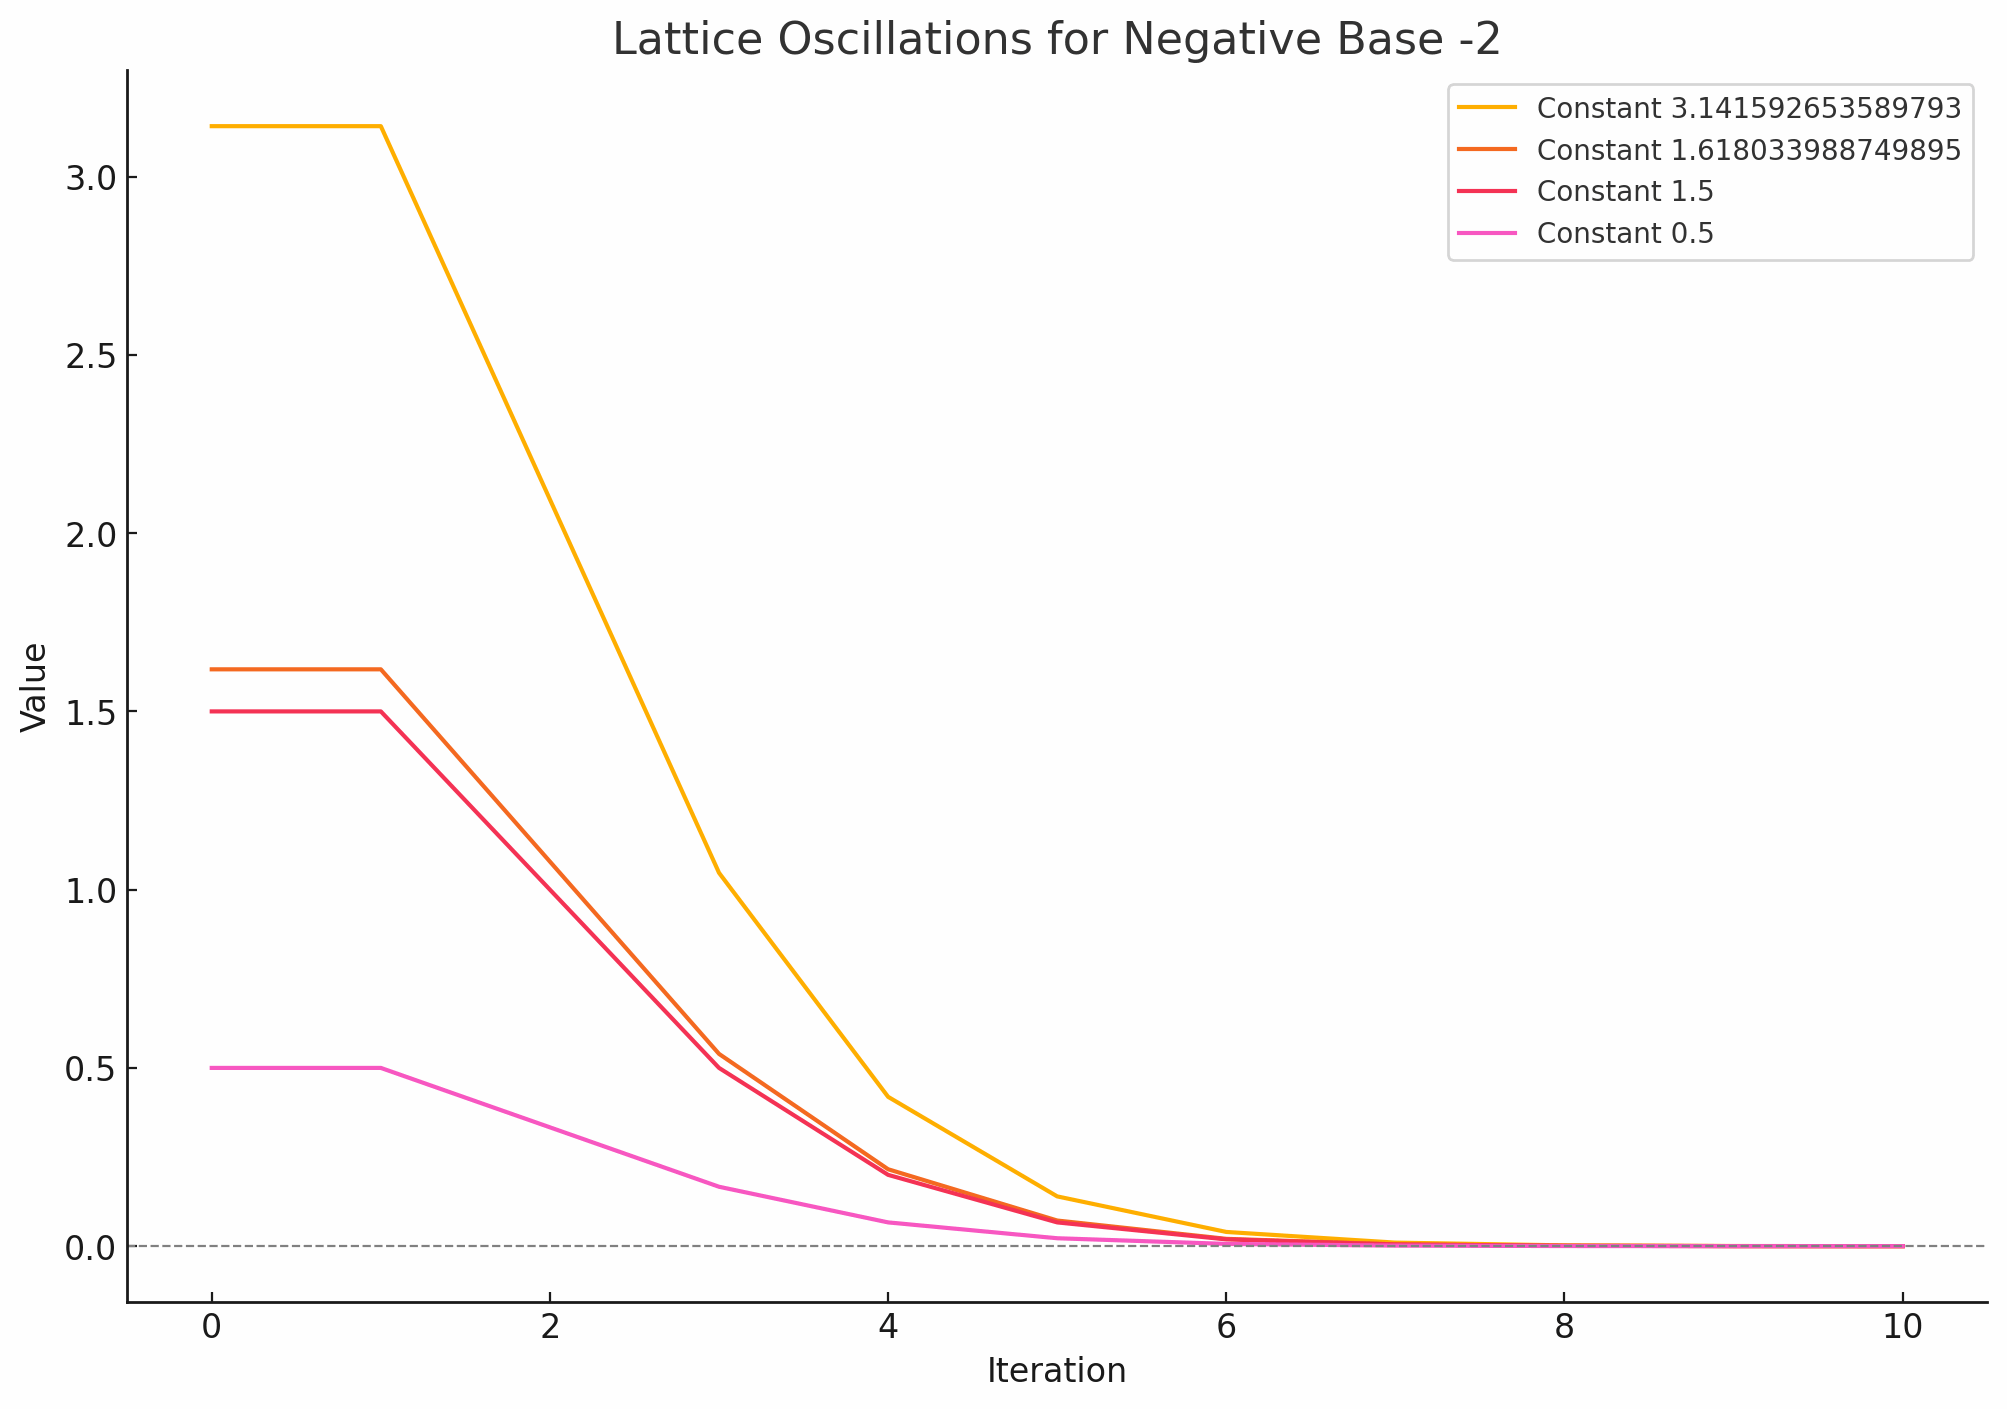 Lattice Oscillations for Negative Base -2
Constant 3.141592653589793
Constant 1.618033988749895
Constant 1.5
Constant 0.5
Value
3.0
2.5
2.0
1.5
1.0
0.5
0.0
0 2 4 6 8 10
Iteration